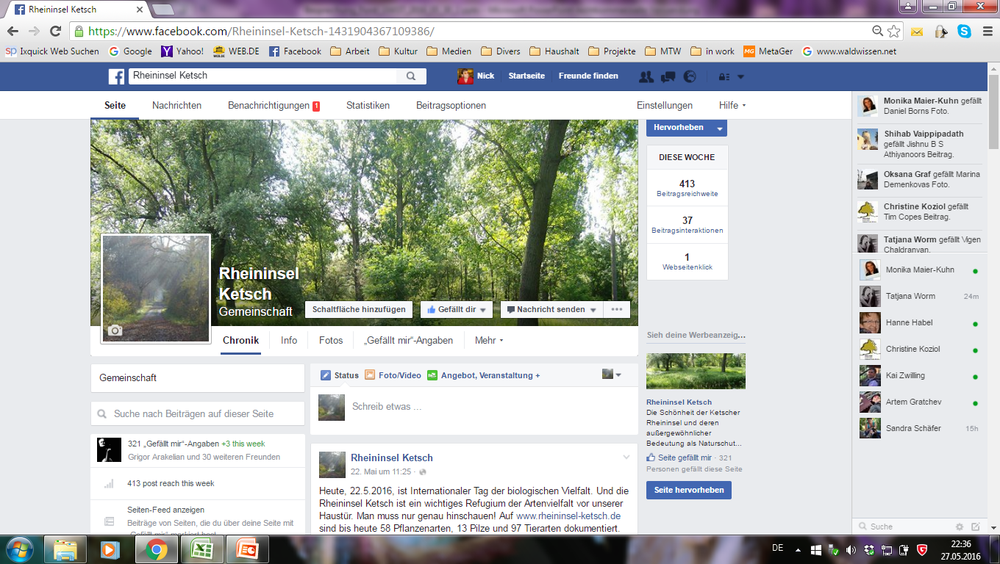 Rheininsel Ketsch
https://www.facebook.com/Rheininsel-Ketsch-1431904367109386/
Ixquick Web Suchen Google Yahoo! WEB.DE Facebook Arbeit Kultur Medien Divers Haushalt Projekte MTW în work MetaGer www.waldwissen.net
Rheininsel Ketsch Nick Startseite Freunde finden
Seite Nachrichten Benachrichtigungen 1 Statistiken Beitragsoptionen Einstellungen Hilfe
Hervorheben
DIESE WOCHE
413
Beitragsreichweite
37
Beitragsinteraktionen
1
Webseitenklick
Rheininsel
Ketsch
Gemeinschaft
Schaltfläche hinzufügen Gefällt dir Nachricht senden
Chronik Info Fotos „Gefällt mir“-Angaben Mehr
Gemeinschaft
Suche nach Beiträgen auf dieser Seite
321 „Gefällt mir“-Angaben +3 this week
Grigor Arakelian und 30 weiteren Freunden
413 post reach this week
Seiten-Feed anzeigen
Beiträge von Seiten, die du über deine Seite mit
„Gefällt mir“ markiert hast
Status Foto/Video Angebot, Veranstaltung +
Schreib etwas ...
Rheininsel Ketsch
22. Mai um 11:25 ·
Heute, 22.5.2016, ist Internationaler Tag der biologischen Vielfalt. Und die
Rheininsel Ketsch ist ein wichtiges Refugium der Artenvielfalt vor unserer
Haustür. Man muss nur genau hinschauen! Auf www.rheininsel-ketsch.de
sind bis heute 58 Pflanzenarten, 13 Pilze und 97 Tierarten dokumentiert.
Sieh deine Werbeanzeig...
Rheininsel Ketsch
Die Schönheit der Ketscher
Rheininsel und deren
außergewöhnlicher
Bedeutung als Naturschut...
Seite gefällt mir · 321
Personen gefällt diese Seite
Seite hervorheben
Monika Maier-Kuhn gefällt
Daniel Borns Foto.
Shihab Vaippipadath
gefällt Jishnu B S
Athiyanoors Beitrag.
Oksana Graf gefällt Marina
Demenkovas Foto.
Christine Koziol gefällt
Tim Copes Beitrag.
Tatjana Worm gefällt Vigen
Chaldranyan.
Monika Maier-Kuhn
Tatjana Worm 24m
Hanne Habel
Christine Koziol
Kai Zwilling
Artem Gratchev
Sandra Schäfer 15h
Suche
DE
22:36
27.05.2016